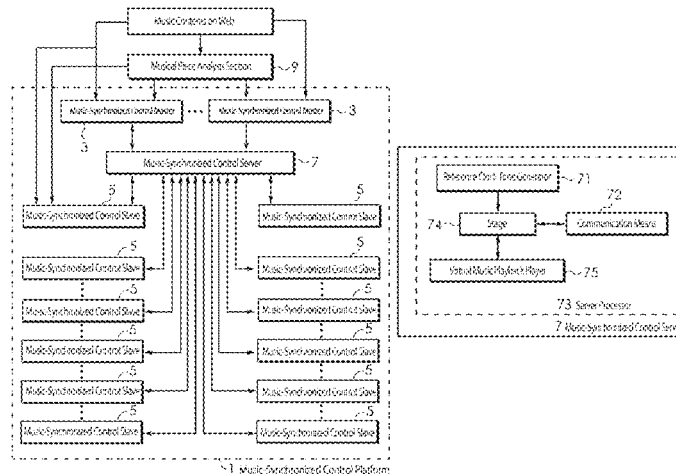 Music Contents on Web
Musical Piece Analysis Section
9
Music-Synchronized Control Master
Music-Synchronized Control Master
3
3
Music-Synchronized Control Server
7
5
Music-Synchronized Control Slave
5
Music-Synchronized Control Slave
5
Music-Synchronized Control Slave
5
Music-Synchronized Control Slave
5
Music-Synchronized Control Slave
5
Music-Synchronized Control Slave
5
Music-Synchronized Control Slave
5
Music-Synchronized Control Slave
5
Music-Synchronized Control Slave
5
Music-Synchronized Control Slave
5
Music-Synchronized Control Slave
5
Music-Synchronized Control Slave
1 Music-Synchronized Control Platform
Reference Clock Time Generator
71
72
74
Stage
Communication Means
Virtual Music Playback Player
75
73 Server Processor
7 Music-Synchronized Control Serv